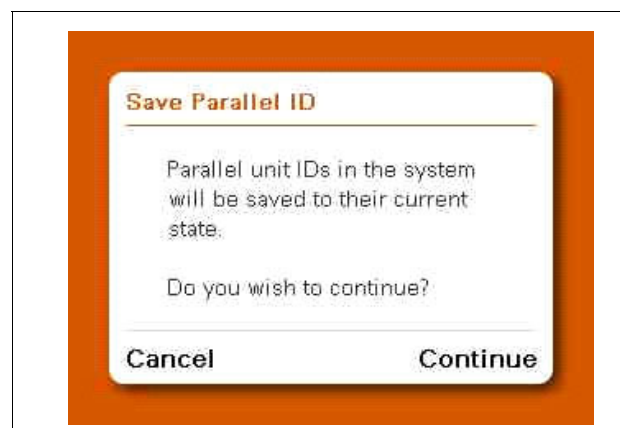 Save Parallel ID
Parallel unit IDs in the system
will be saved to their current
state.
Do you wish to continue?
Cancel
Continue